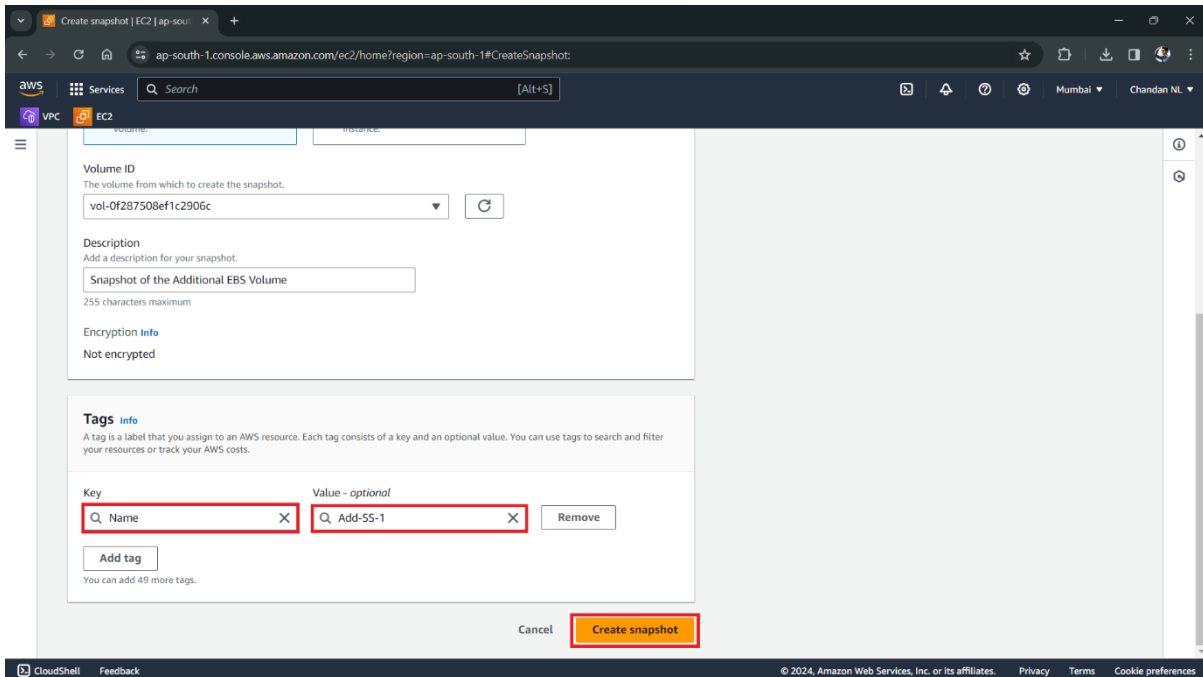 Create snapshot | EC2 | ap-sout
ap-south-1.console.aws.amazon.com/ec2/home?region=ap-south-1#CreateSnapshot:
aws Services Search [Alt+S] Mumbai Chandan NL
VPC EC2
volume. instance.
Volume ID
The volume from which to create the snapshot.
vol-0f287508ef1c2906c
Description
Add a description for your snapshot.
Snapshot of the Additional EBS Volume
255 characters maximum
Encryption Info
Not encrypted
Tags Info
A tag is a label that you assign to an AWS resource. Each tag consists of a key and an optional value. You can use tags to search and filter
your resources or track your AWS costs.
Key Value - optional
Name Add-SS-1 Remove
Add tag
You can add 49 more tags.
Cancel Create snapshot
CloudShell Feedback © 2024, Amazon Web Services, Inc. or its affiliates. Privacy Terms Cookie preferences